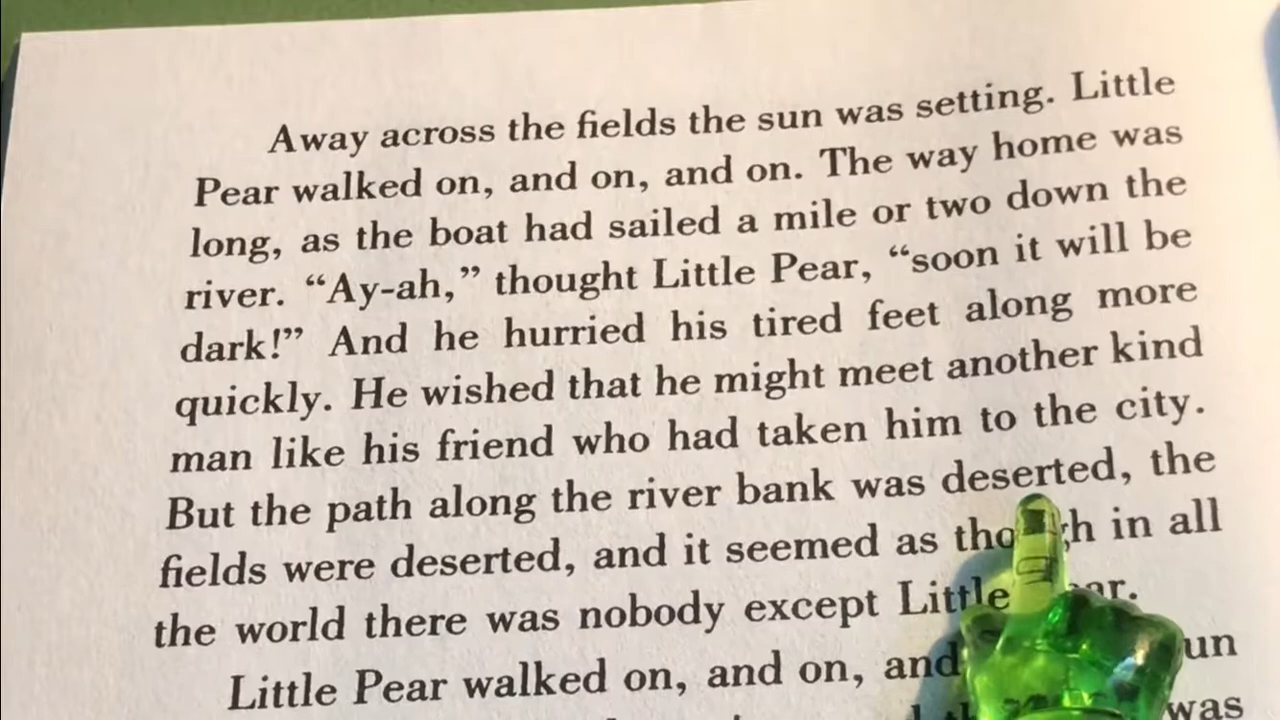 Away across the fields the sun was setting. Little
Pear walked on, and on, and on. The way home was
long, as the boat had sailed a mile or two down the
river. “Ay-ah,” thought Little Pear, “soon it will be
dark!” And he hurried his tired feet along more
quickly. He wished that he might meet another kind
man like his friend who had taken him to the city.
But the path along the river bank was deserted, the
fields were deserted, and it seemed as though in all
the world there was nobody except Little
Little Pear walked on, and on, and
was